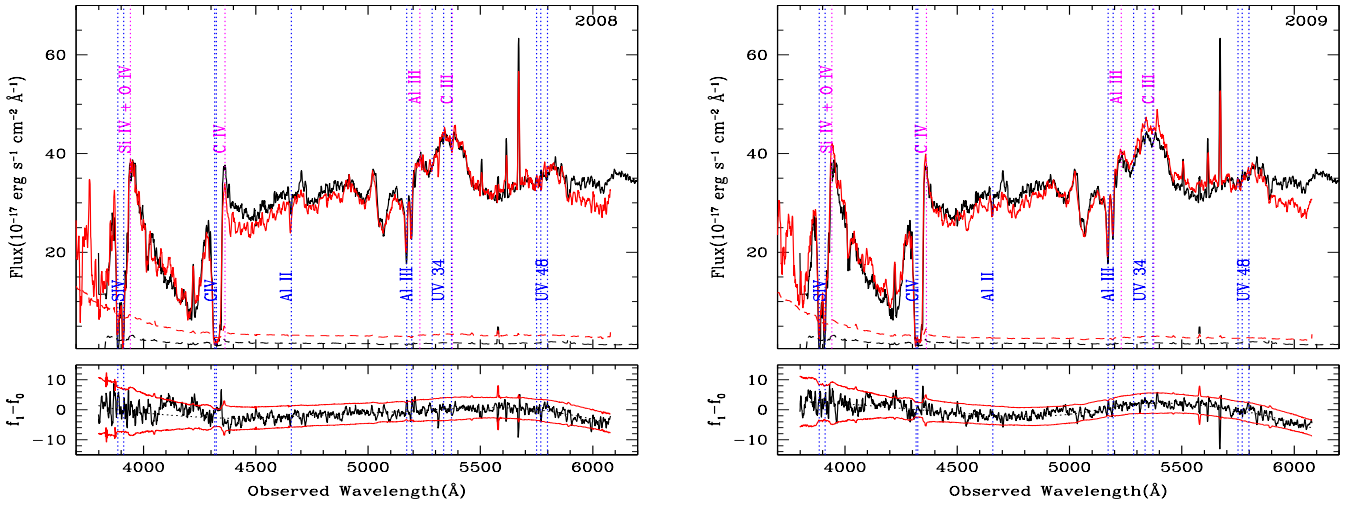 2008
60
40
20
Flux(10⁻¹⁷ erg s⁻¹ cm⁻² Å⁻¹)
Si IV + O IV
C IV
Al III
C III
SiV
CIV
Al II
Al III
UV 34
UV 48
10
0
−10
f₁−f₀
4000 4500 5000 5500 6000
Observed Wavelength(Å)
2009
60
40
20
Flux(10⁻¹⁷ erg s⁻¹ cm⁻² Å⁻¹)
Si IV + O IV
C IV
Al III
C III
SiV
CIV
Al II
Al III
UV 34
UV 48
10
0
−10
f₁−f₀
4000 4500 5000 5500 6000
Observed Wavelength(Å)